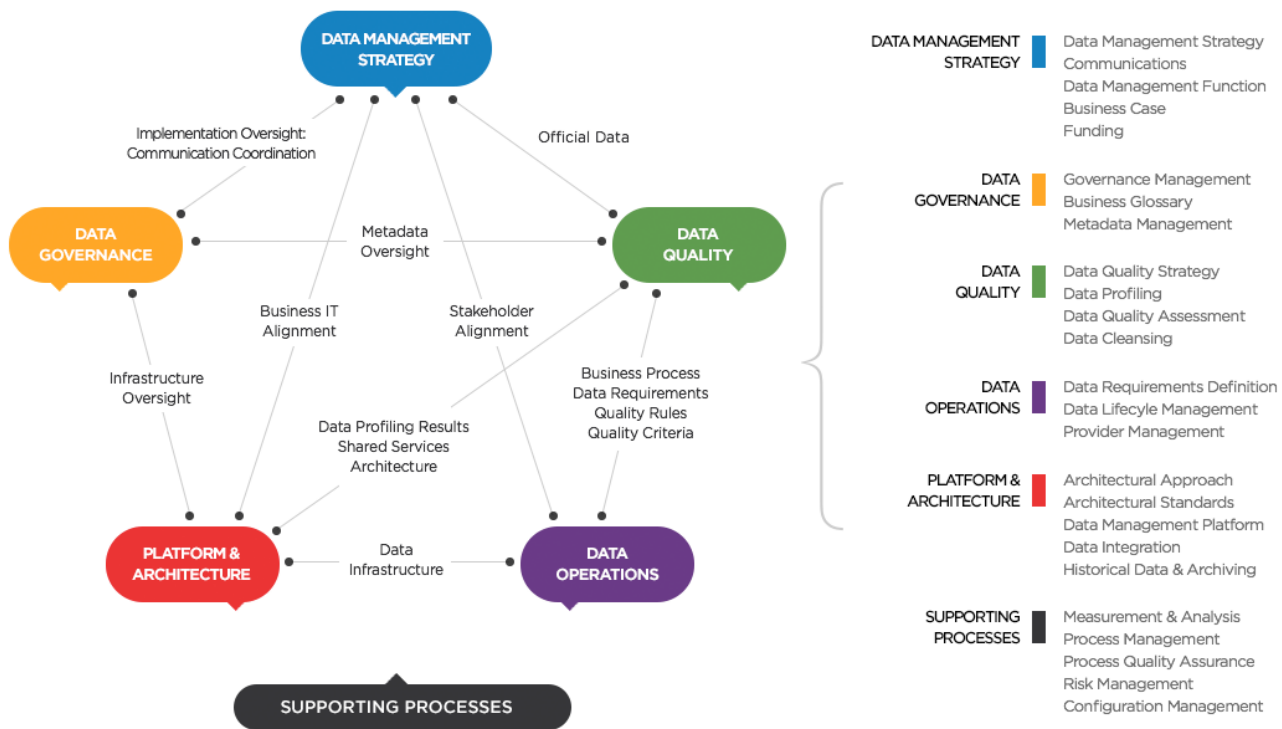 DATA MANAGEMENT
STRATEGY
Implementation Oversight:
Communication Coordination
Official Data
DATA
GOVERNANCE
Metadata
Oversight
DATA
QUALITY
Business IT
Alignment
Stakeholder
Alignment
Infrastructure
Oversight
Business Process
Data Requirements
Quality Rules
Quality Criteria
Data Profiling Results
Shared Services
Architecture
PLATFORM &
ARCHITECTURE
Data
Infrastructure
DATA
OPERATIONS
SUPPORTING PROCESSES
DATA MANAGEMENT
STRATEGY
Data Management Strategy
Communications
Data Management Function
Business Case
Funding
DATA
GOVERNANCE
Governance Management
Business Glossary
Metadata Management
DATA
QUALITY
Data Quality Strategy
Data Profiling
Data Quality Assessment
Data Cleansing
DATA
OPERATIONS
Data Requirements Definition
Data Lifecyle Management
Provider Management
PLATFORM &
ARCHITECTURE
Architectural Approach
Architectural Standards
Data Management Platform
Data Integration
Historical Data & Archiving
SUPPORTING
PROCESSES
Measurement & Analysis
Process Management
Process Quality Assurance
Risk Management
Configuration Management